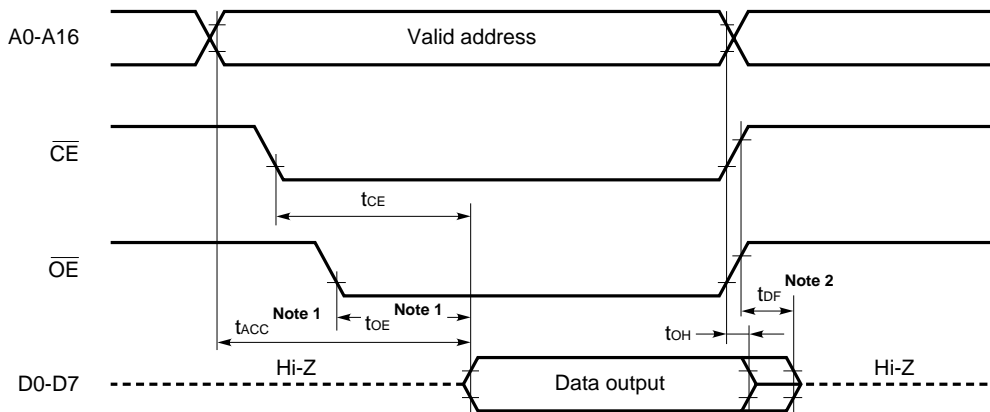 A0-A16
Valid address
CE
tCE
OE
Note 1
Note 1
Note 2
tACC
tOE
tDF
tOH
D0-D7
Hi-Z
Data output
Hi-Z